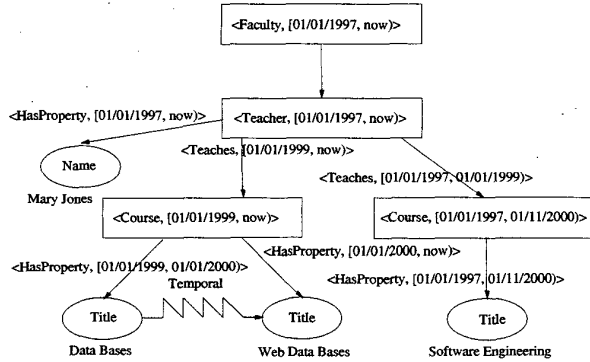 <Faculty, [01/01/1997, now)>
<HasProperty, [01/01/1997, now)>
<Teacher, [01/01/1997, now)>
Name
<Teaches, [01/01/1999, now)>
<Teaches, [01/01/1997, 01/01/1999)>
Mary Jones
<Course, [01/01/1999, now)>
<Course, [01/01/1997, 01/11/2000)>
<HasProperty, [01/01/2000, now)>
<HasProperty, [01/01/1999, 01/01/2000)>
<HasProperty, [01/01/1997, 01/11/2000)>
Temporal
Title
Title
Title
Data Bases
Web Data Bases
Software Engineering